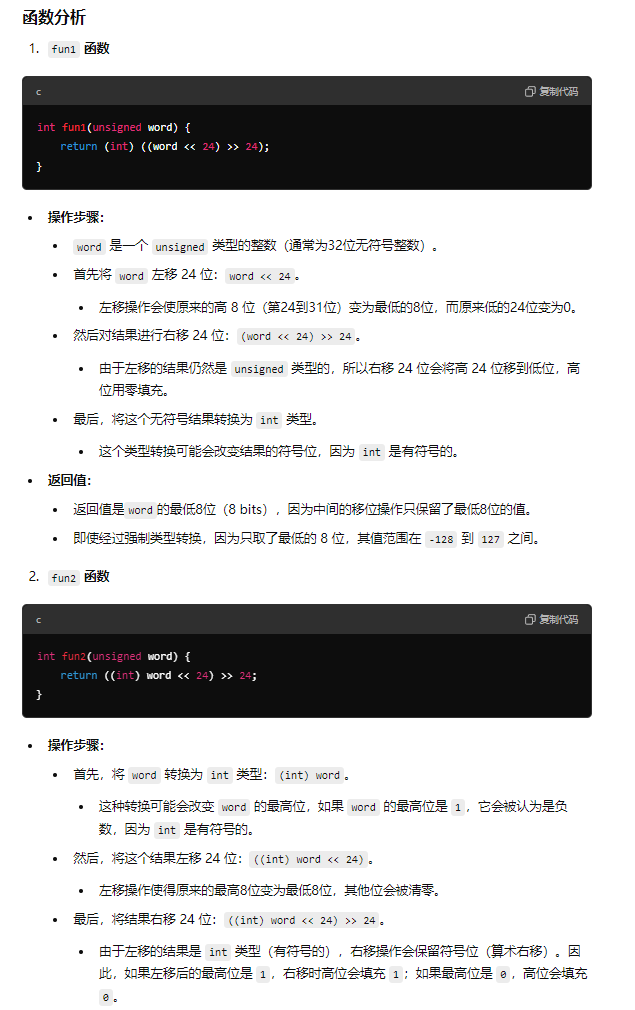 函数分析
1. fun1 函数
c
复制代码
int fun1(unsigned word) {
    return (int) ((word << 24) >> 24);
}
• 操作步骤：
• word 是一个 unsigned 类型的整数（通常为32位无符号整数）。
• 首先将 word 左移 24 位：word << 24。
• 左移操作会使原来的高 8 位（第24到31位）变为最低的8位，而原来低的24位变为0。
• 然后对结果进行右移 24 位：(word << 24) >> 24。
• 由于左移的结果仍然是 unsigned 类型的，所以右移 24 位会将高 24 位移到低位，高
位用零填充。
• 最后，将这个无符号结果转换为 int 类型。
• 这个类型转换可能会改变结果的符号位，因为 int 是有符号的。
• 返回值：
• 返回值是word的最低8位（8 bits），因为中间的移位操作只保留了最低8位的值。
• 即使经过强制类型转换，因为只取了最低的 8 位，其值范围在 -128 到 127 之间。
2. fun2 函数
c
复制代码
int fun2(unsigned word) {
    return ((int) word << 24) >> 24;
}
• 操作步骤：
• 首先，将 word 转换为 int 类型：(int) word。
• 这种转换可能会改变 word 的最高位，如果 word 的最高位是 1，它会被认为是负
数，因为 int 是有符号的。
• 然后，将这个结果左移 24 位：((int) word << 24)。
• 左移操作使得原来的最高8位变为最低8位，其他位会被清零。
• 最后，将结果右移 24 位：((int) word << 24) >> 24。
• 由于左移的结果是 int 类型（有符号的），右移操作会保留符号位（算术右移）。因
此，如果左移后的最高位是 1，右移时高位会填充 1；如果最高位是 0，高位会填充
0。